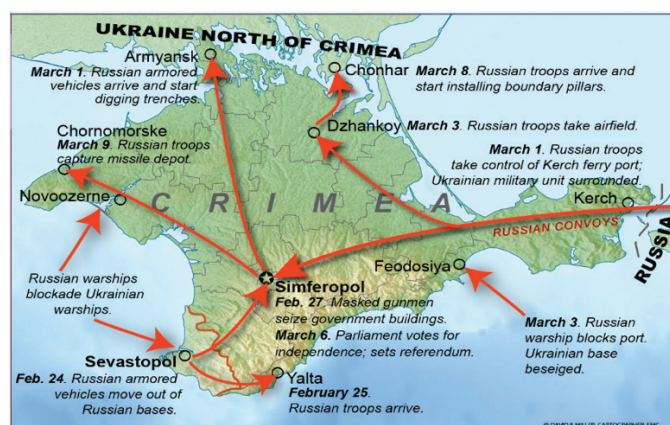 UKRAINE NORTH OF CRIMEA
Armyansk
March 1. Russian armored
vehicles arrive and start
digging trenches.
Chonhar
March 8. Russian troops arrive and
start installing boundary pillars.
Dzhankoy
March 3. Russian troops take airfield.
Chornomorske
March 9. Russian troops
capture missile depot.
March 1. Russian troops
take control of Kerch ferry port;
Ukrainian military unit surrounded.
Novoozerne
CRIMEA
Kerch
RUSSIAN CONVOYS
RUSSIA
Feodosiya
Russian warships
blockade Ukrainian
warships.
Simferopol
Feb. 27. Masked gunmen
seize government buildings.
March 6. Parliament votes for
independence; sets referendum.
March 3. Russian
warship blocks port.
Ukrainian base
beseiged.
Sevastopol
Feb. 24. Russian armored
vehicles move out of
Russian bases.
Yalta
February 25.
Russian troops arrive.